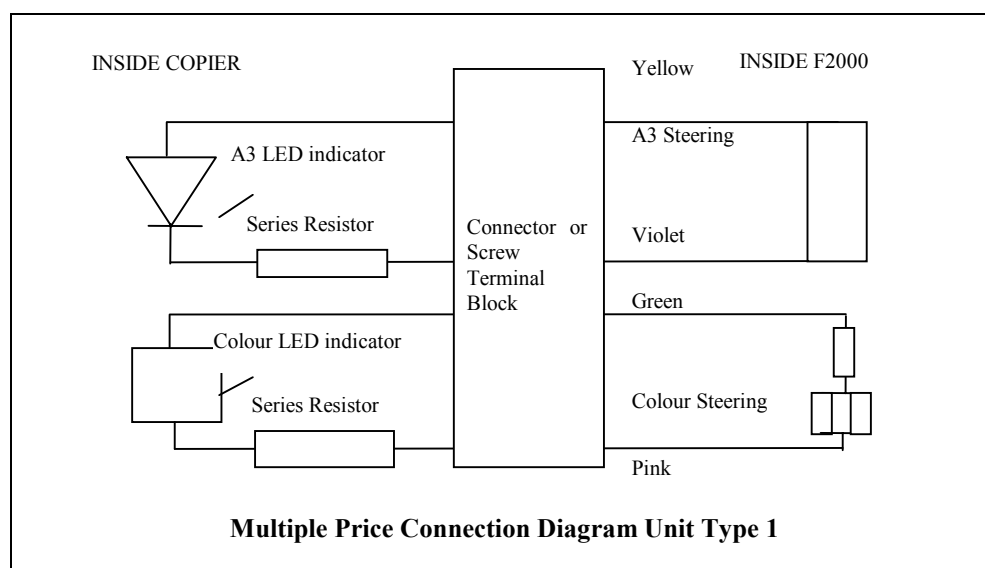 INSIDE COPIER
Yellow
INSIDE F2000
A3 LED indicator
A3 Steering
Series Resistor
Connector or
Screw
Terminal
Block
Violet
Green
Colour LED indicator
Series Resistor
Colour Steering
Pink
Multiple Price Connection Diagram Unit Type 1